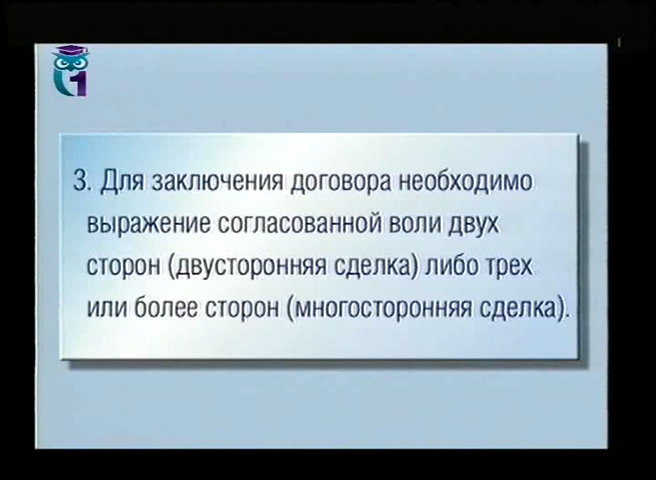 1
3. Для заключения договора необходимо
выражение согласованной воли двух
сторон (двусторонняя сделка) либо трех
или более сторон (многосторонняя сделка).